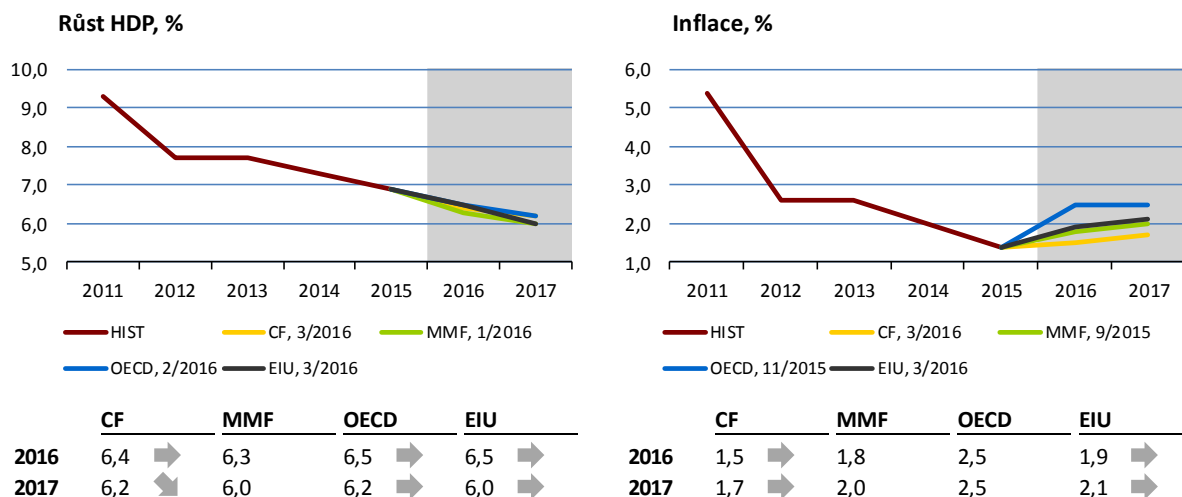 Růst HDP, %
10,0
9,0
8,0
7,0
6,0
5,0
2011 2012 2013 2014 2015 2016 2017
HIST CF, 3/2016 MMF, 1/2016
OECD, 2/2016 EIU, 3/2016
CF MMF OECD EIU
2016 6,4 6,3 6,5 6,5
2017 6,2 6,0 6,2 6,0
Inflace, %
6,0
5,0
4,0
3,0
2,0
1,0
2011 2012 2013 2014 2015 2016 2017
HIST CF, 3/2016 MMF, 9/2015
OECD, 11/2015 EIU, 3/2016
CF MMF OECD EIU
2016 1,5 1,8 2,5 1,9
2017 1,7 2,0 2,5 2,1